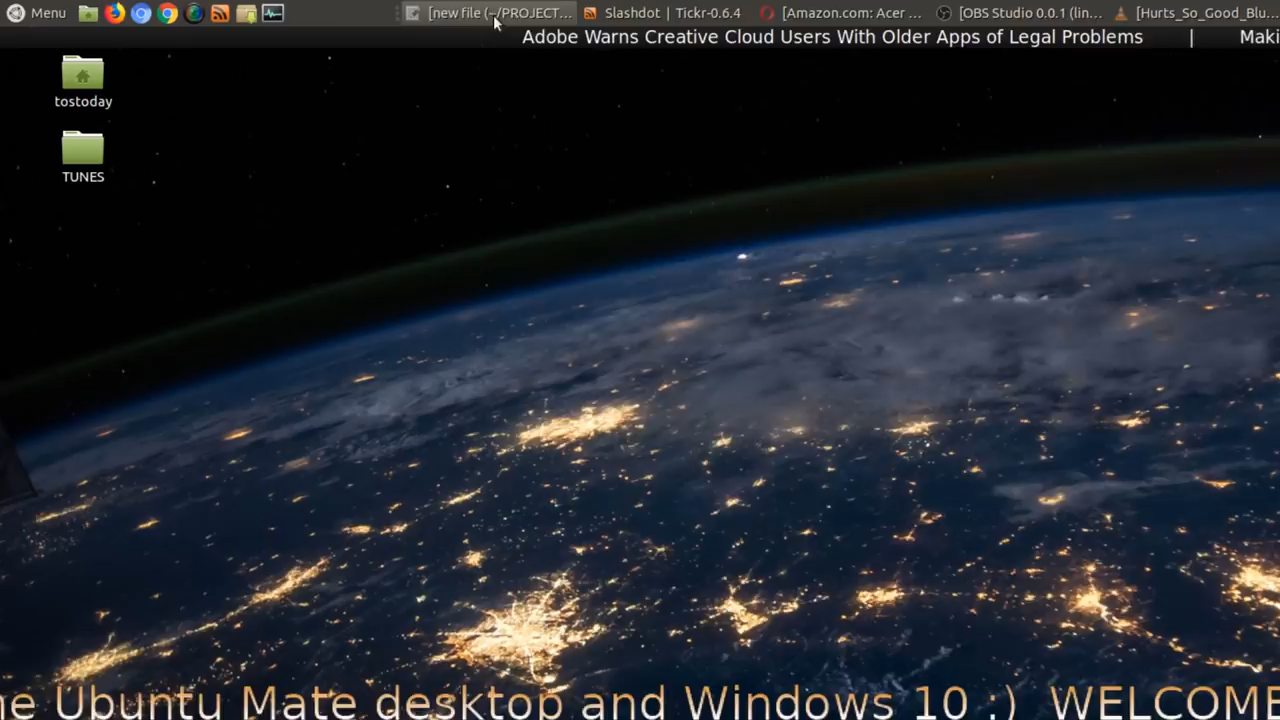 Menu [new file (~/PROJECT... Slashdot | Tickr-0.6.4 [Amazon.com: Acer ... [OBS Studio 0.0.1 (lin... [Hurts_So_Good_Blu...
Adobe Warns Creative Cloud Users With Older Apps of Legal Problems | Maki
tostoday
TUNES
he Ubuntu Mate desktop and Windows 10 :) WELCOME